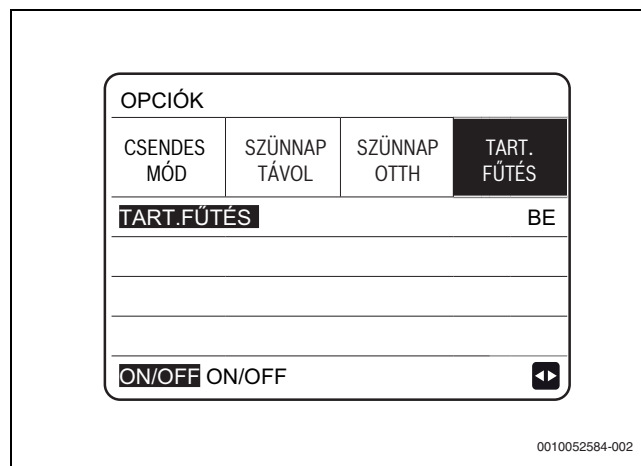 OPCIÓK
CSENDES MÓD
SZÜNNAP TÁVOL
SZÜNNAP OTTH
TART. FŰTÉS
TART.FŰTÉS BE
ON/OFF ON/OFF
0010052584-002